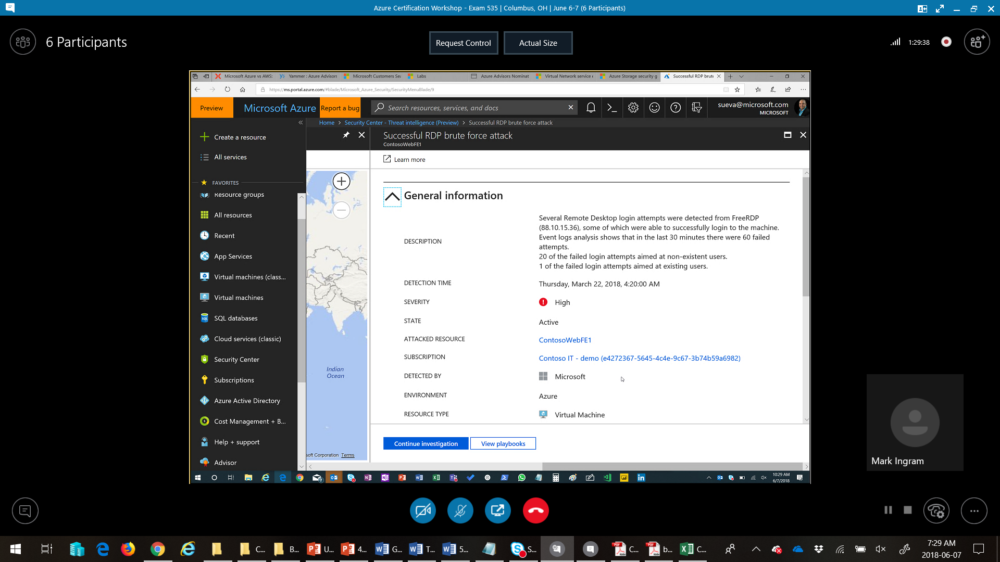 Azure Certification Workshop - Exam 535 | Columbus, OH | June 6-7 (6 Participants)
6 Participants
Request Control
Actual Size
1:29:38
Microsoft Azure vs AWS:
Yammer : Azure Advisors
Microsoft Customers Se
Labs
Azure Advisors Nominat
Virtual Network service
Azure Storage security g
Successful RDP brut
https://ms.portal.azure.com/#blade/Microsoft_Azure_Security/SecurityMenuBlade/9
Preview
Microsoft Azure
Report a bug
Search resources, services, and docs
sueva@microsoft.com
MICROSOFT
Home > Security Center - Threat intelligence (Preview) > Successful RDP brute force attack
Create a resource
All services
FAVORITES
Resource groups
All resources
Recent
App Services
Virtual machines (class...
Virtual machines
SQL databases
Cloud services (classic)
Security Center
Subscriptions
Azure Active Directory
Cost Management + B...
Help + support
Advisor
Indian
Ocean
soft Corporation Terms
Successful RDP brute force attack
ContosoWebFE1
Learn more
General information
DESCRIPTION
Several Remote Desktop login attempts were detected from FreeRDP
(88.10.15.36), some of which were able to successfully login to the machine.
Event logs analysis shows that in the last 30 minutes there were 60 failed
attempts.
20 of the failed login attempts aimed at non-existent users.
1 of the failed login attempts aimed at existing users.
DETECTION TIME
Thursday, March 22, 2018, 4:20:00 AM
SEVERITY
High
STATE
Active
ATTACKED RESOURCE
ContosoWebFE1
SUBSCRIPTION
Contoso IT - demo (e4272367-5645-4c4e-9c67-3b74b59a6982)
DETECTED BY
Microsoft
ENVIRONMENT
Azure
RESOURCE TYPE
Virtual Machine
Continue investigation
View playbooks
10:29 AM
6/7/2018
Mark Ingram
C...
B...
U...
4...
G...
T...
5...
S...
C...
b...
C...
7:29 AM
2018-06-07